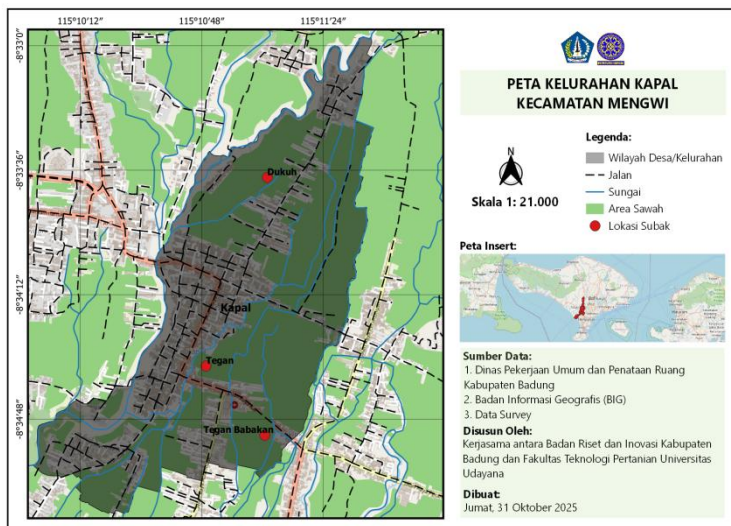 115°10'12" 115°10'48" 115°11'24"
-8°33'0"
-8°33'36"
-8°34'12"
-8°34'48"
Dukuh
Kapal
Tegan
Tegan Babakan
PETA KELURAHAN KAPAL
KECAMATAN MENGWI
N
Skala 1: 21.000
Legenda:
Wilayah Desa/Kelurahan
Jalan
Sungai
Area Sawah
Lokasi Subak
Peta Insert:
Sumber Data:
1. Dinas Pekerjaan Umum dan Penataan Ruang
Kabupaten Badung
2. Badan Informasi Geografis (BIG)
3. Data Survey
Disusun Oleh:
Kerjasama antara Badan Riset dan Inovasi Kabupaten
Badung dan Fakultas Teknologi Pertanian Universitas
Udayana
Dibuat:
Jumat, 31 Oktober 2025